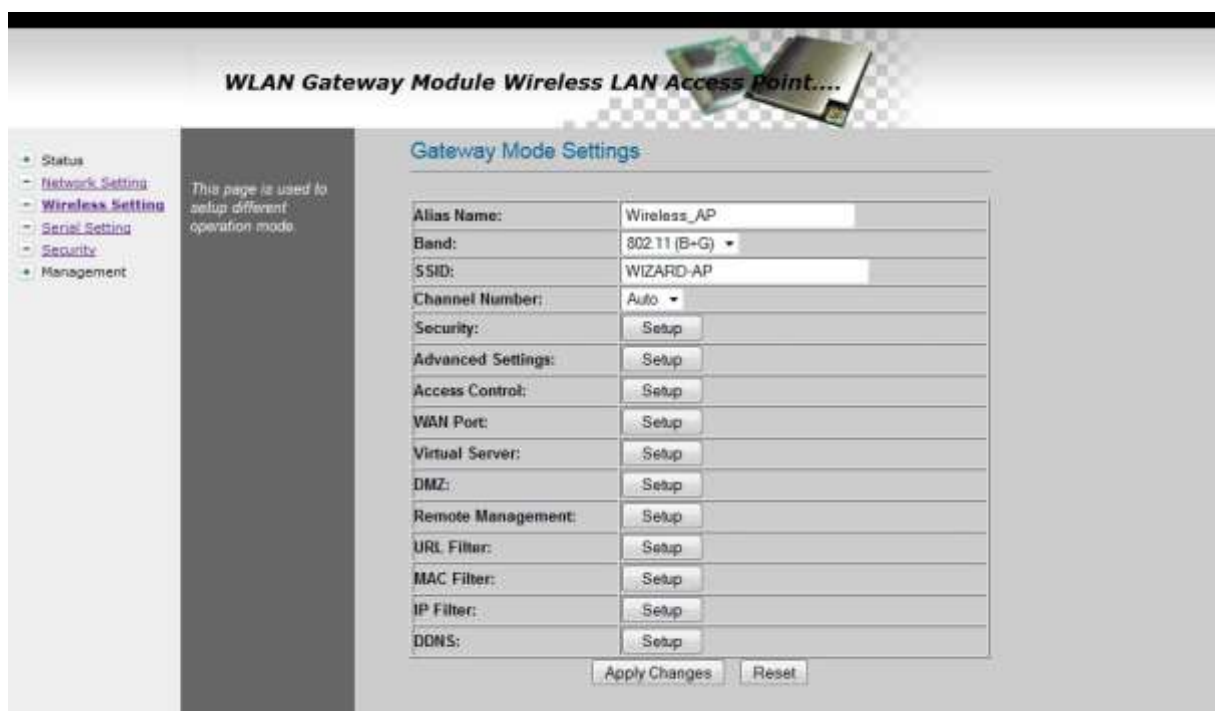 WLAN Gateway Module Wireless LAN Access Point....
Status
Network Setting
Wireless Setting
Serial Setting
Security
Management
This page is used to
setup different
operation mode.
Gateway Mode Settings
Alias Name: Wireless_AP
Band: 802.11 (B+G)
SSID: WIZARD-AP
Channel Number: Auto
Security: Setup
Advanced Settings: Setup
Access Control: Setup
WAN Port: Setup
Virtual Server: Setup
DMZ: Setup
Remote Management: Setup
URL Filter: Setup
MAC Filter: Setup
IP Filter: Setup
DDNS: Setup
Apply Changes Reset